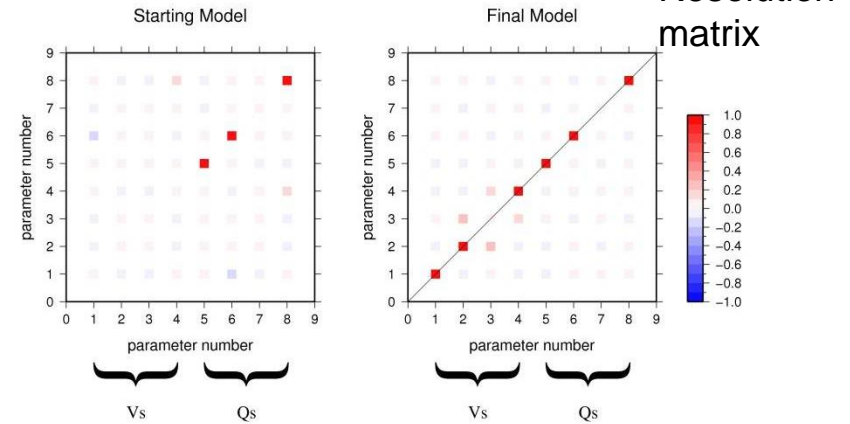 Resolution
matrix
Starting Model
9
8
7
6
5
4
3
2
1
0
parameter number
0 1 2 3 4 5 6 7 8 9
parameter number
Vs Qs
Final Model
9
8
7
6
5
4
3
2
1
0
parameter number
0 1 2 3 4 5 6 7 8 9
parameter number
Vs Qs
1.0
0.8
0.6
0.4
0.2
0.0
−0.2
−0.4
−0.6
−0.8
−1.0